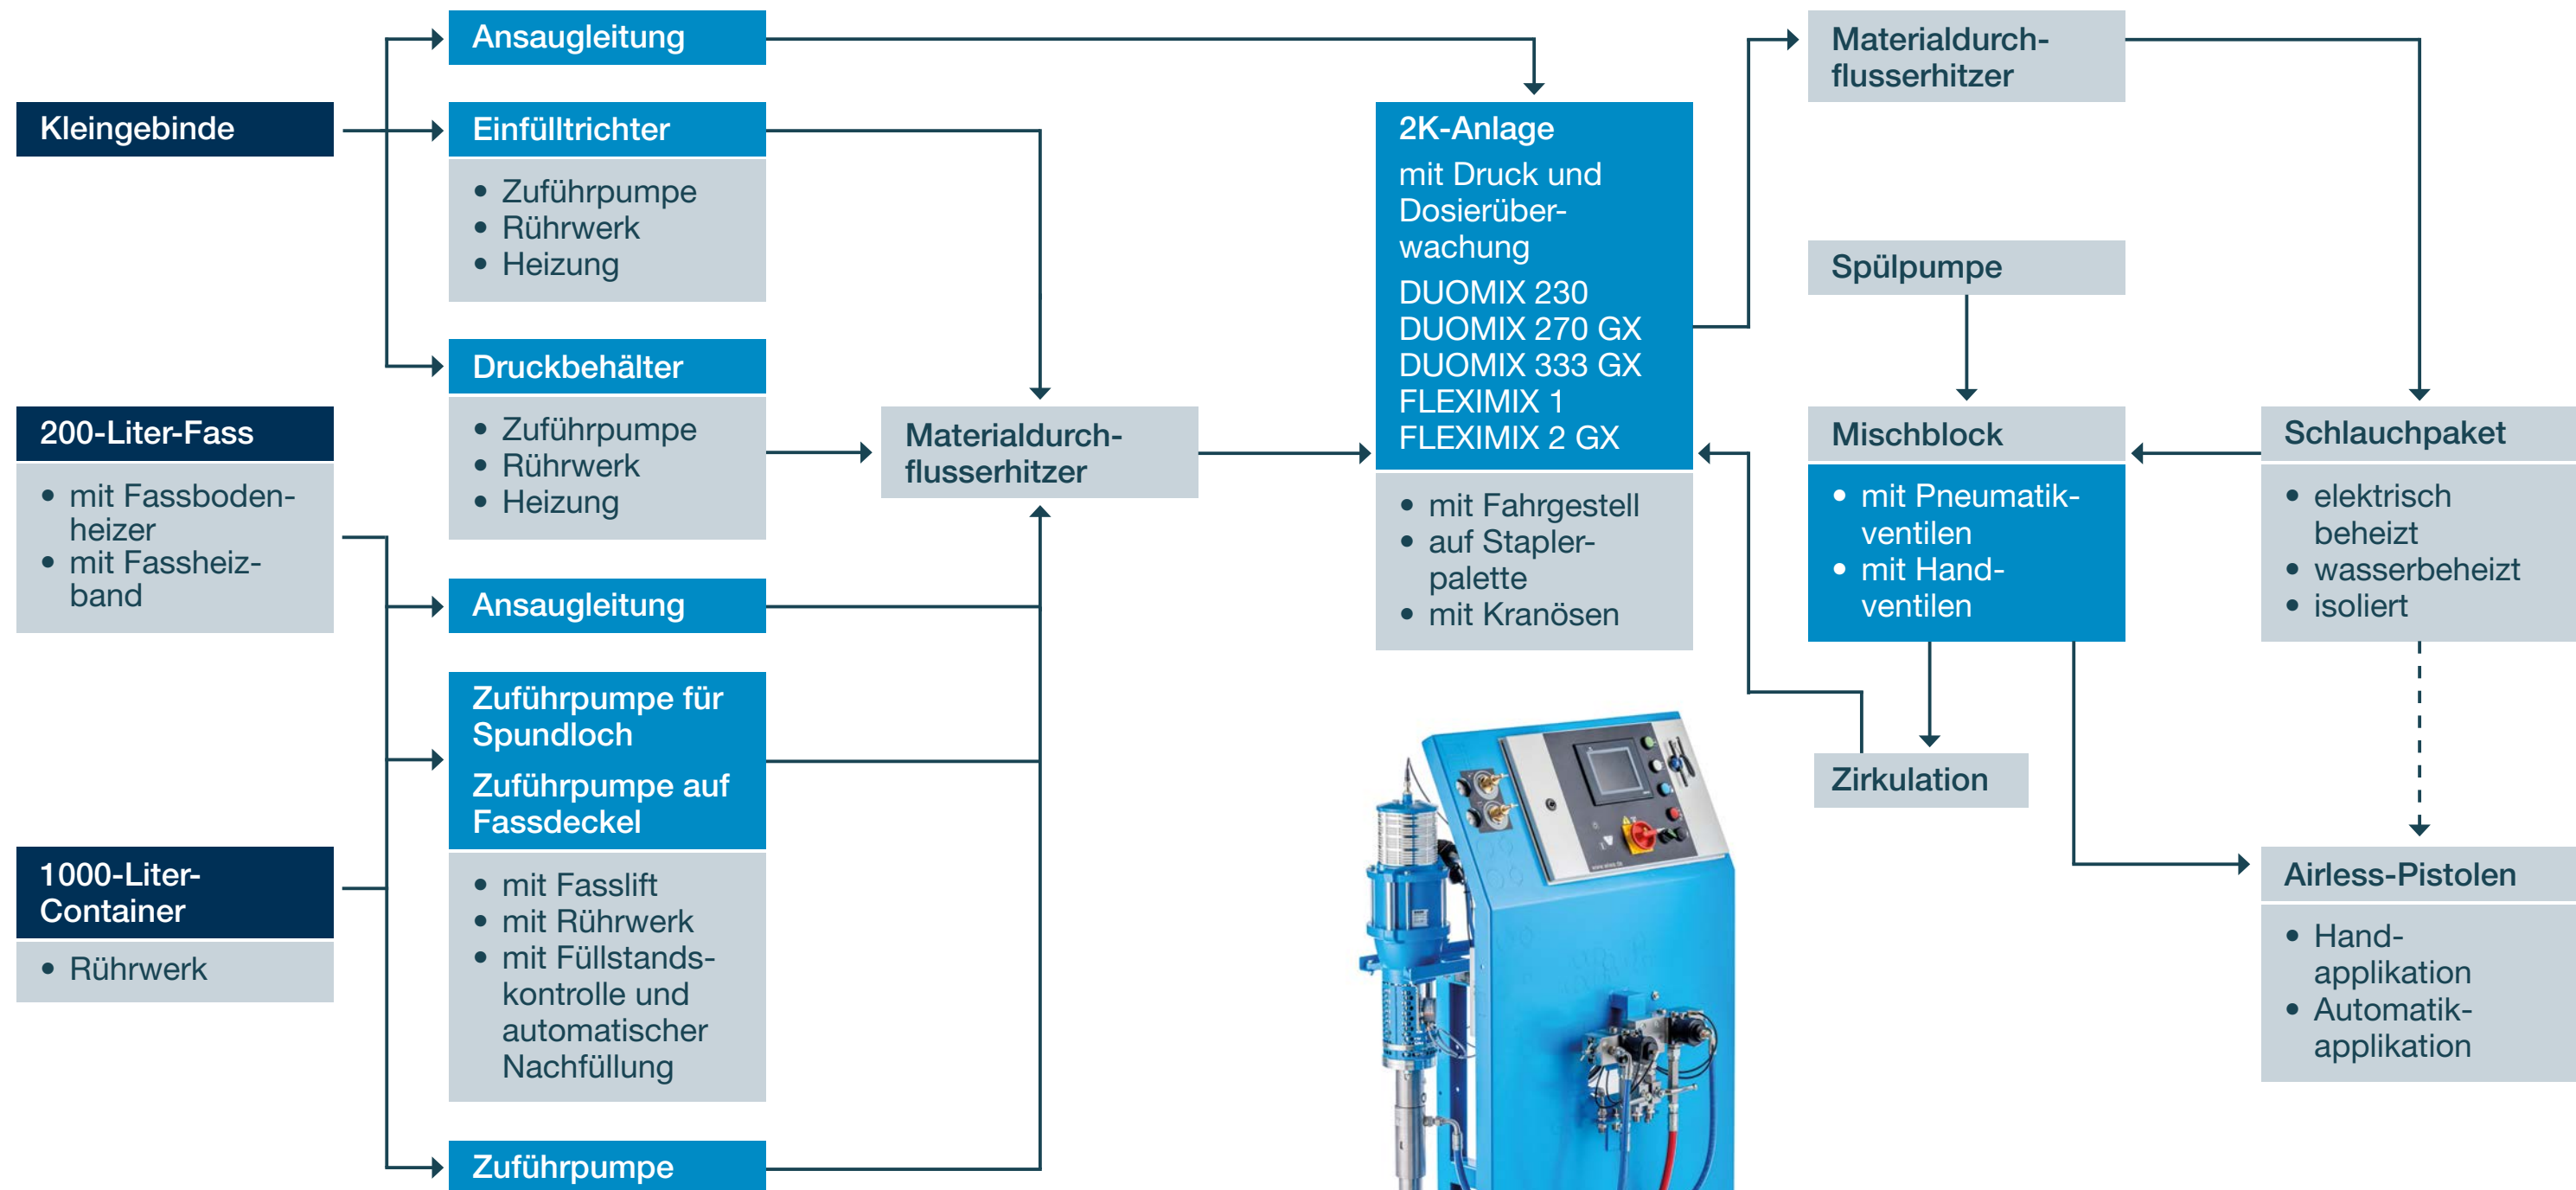 Kleingebinde
200-Liter-Fass
• mit Fassboden-
heizer
• mit Fassheiz-
band
1000-Liter-
Container
• Rührwerk
Ansaugleitung
Einfülltrichter
• Zuführpumpe
• Rührwerk
• Heizung
Druckbehälter
• Zuführpumpe
• Rührwerk
• Heizung
Ansaugleitung
Zuführpumpe für
Spundloch
Zuführpumpe auf
Fassdeckel
• mit Fasslift
• mit Rührwerk
• mit Füllstands-
kontrolle und
automatischer
Nachfüllung
Zuführpumpe
Materialdurch-
flusserhitzer
2K-Anlage
mit Druck und
Dosierüber-
wachung
DUOMIX 230
DUOMIX 270 GX
DUOMIX 333 GX
FLEXIMIX 1
FLEXIMIX 2 GX
• mit Fahrgestell
• auf Stapler-
palette
• mit Kranösen
Materialdurch-
flusserhitzer
Spülpumpe
Mischblock
• mit Pneumatik-
ventilen
• mit Hand-
ventilen
Zirkulation
Schlauchpaket
• elektrisch
beheizt
• wasserbeheizt
• isoliert
Airless-Pistolen
• Hand-
applikation
• Automatik-
applikation